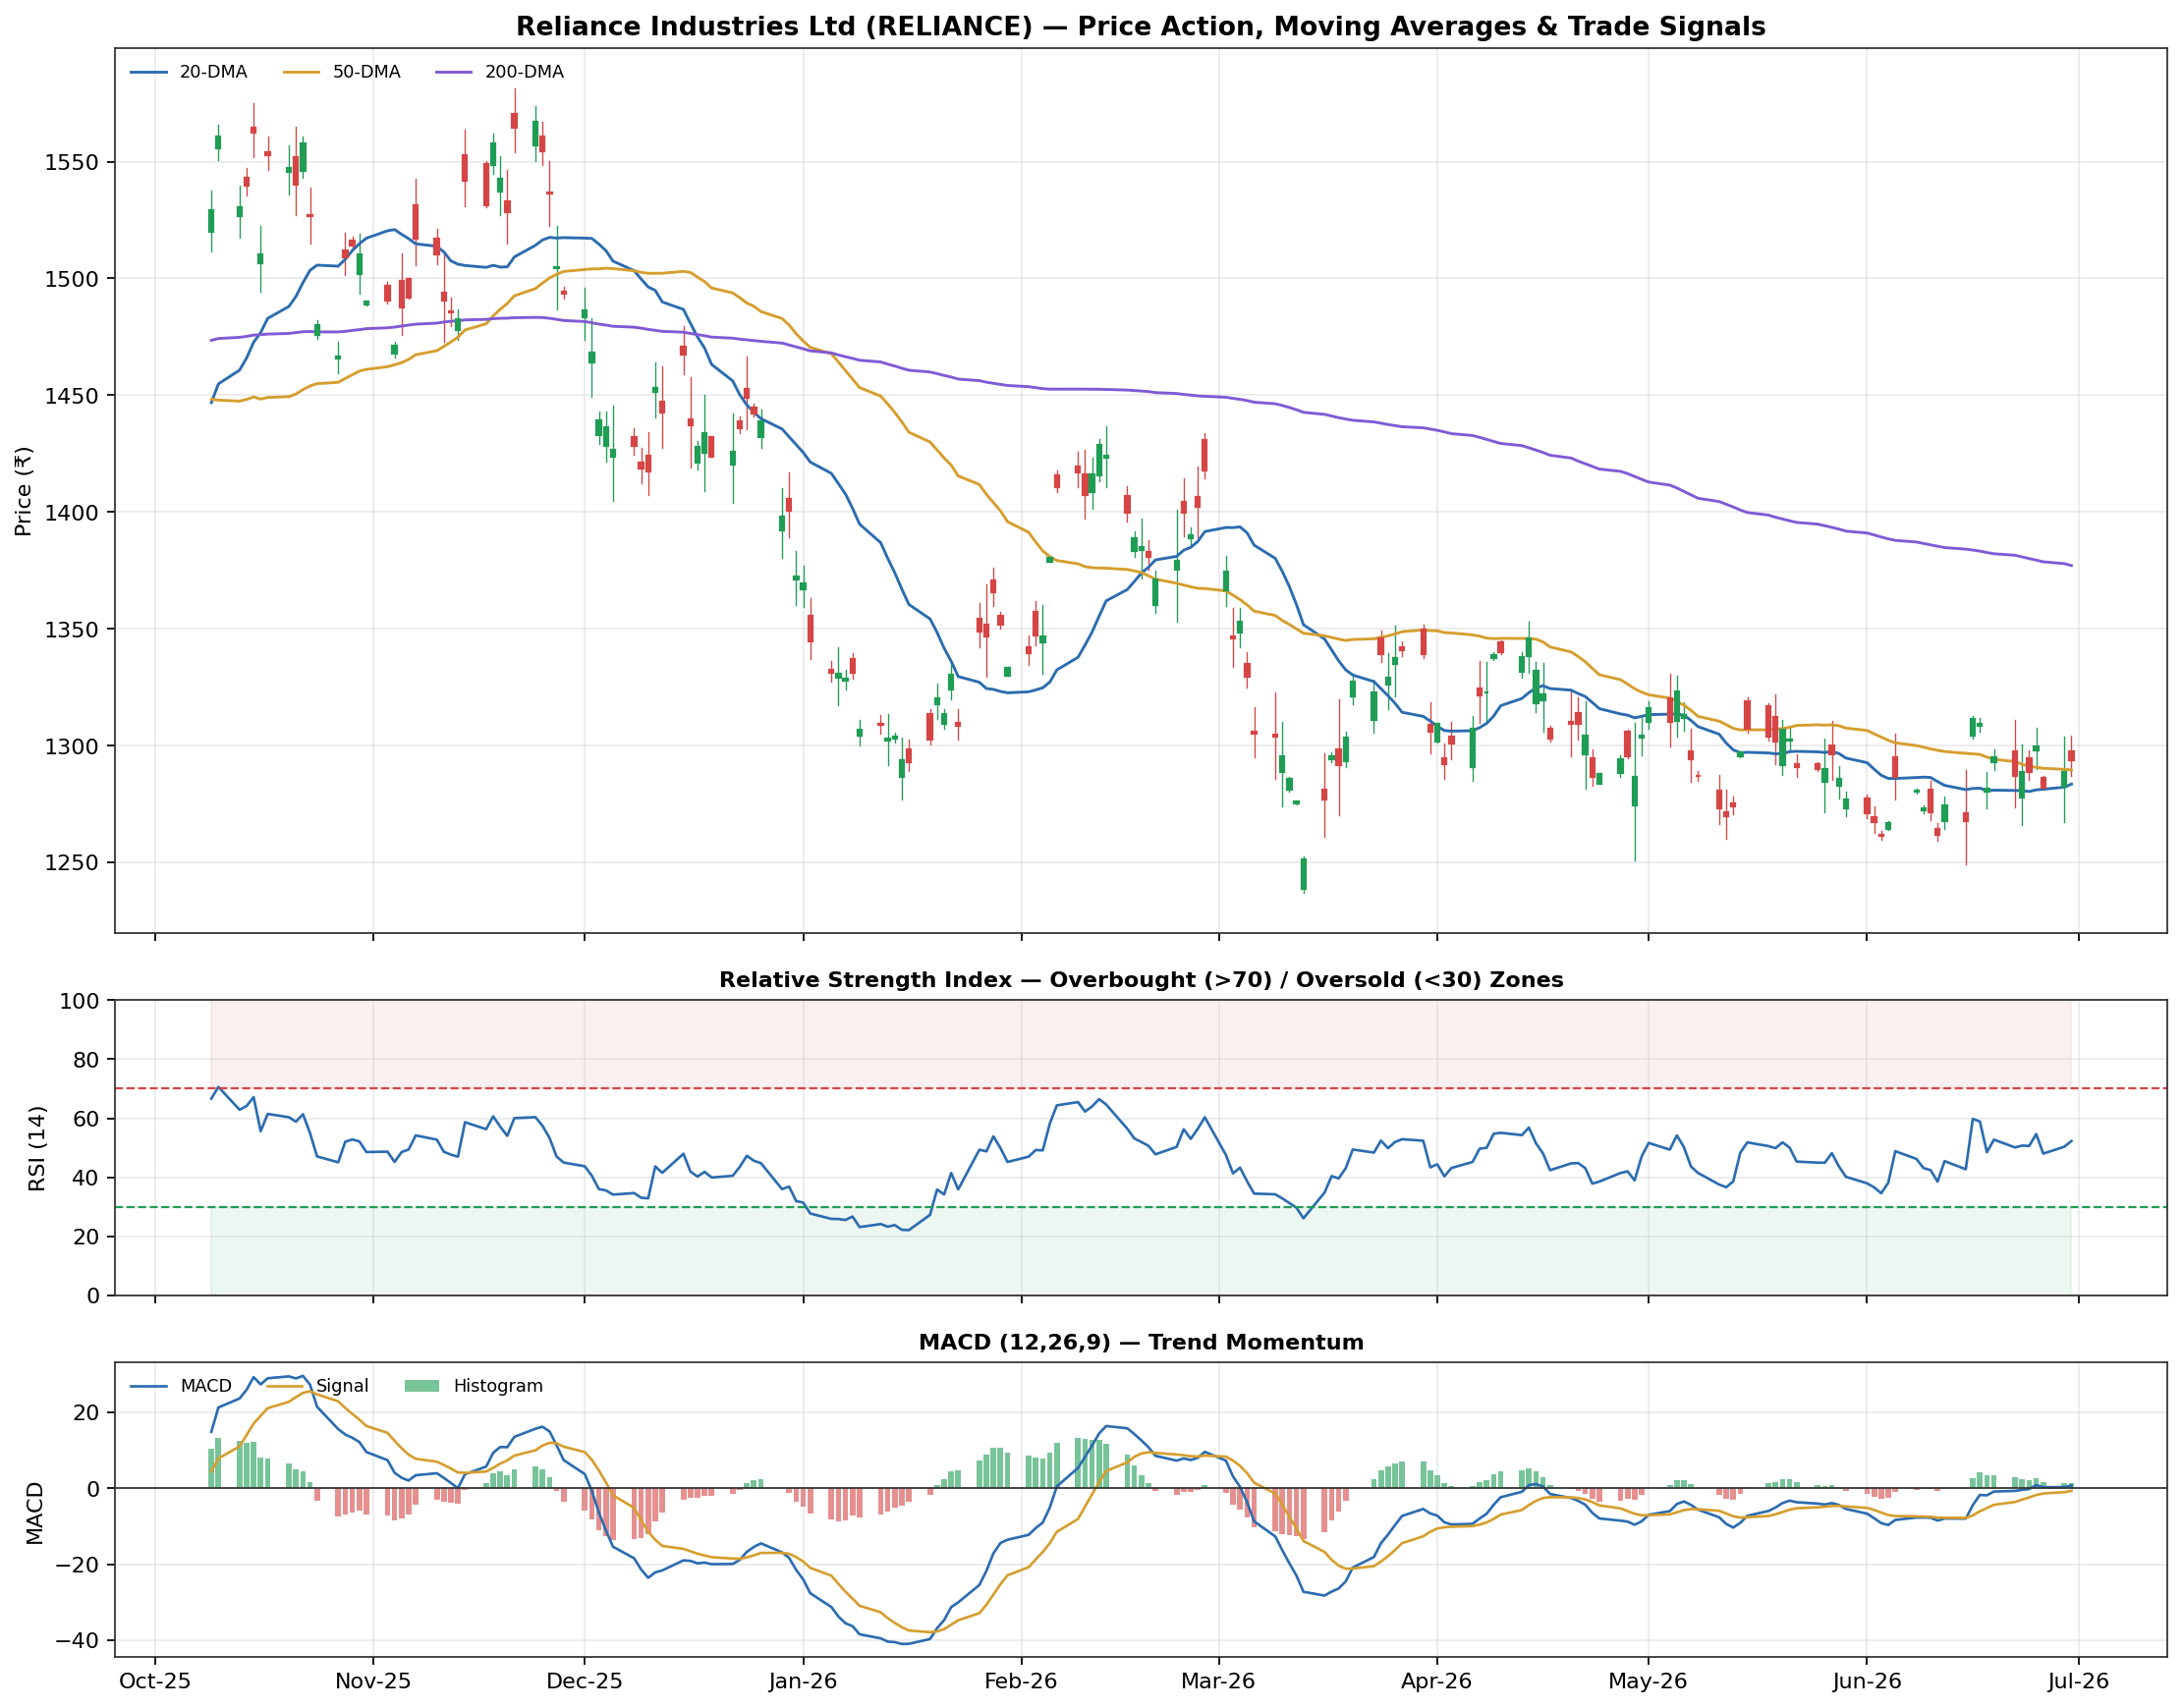 Reliance Industries Ltd (RELIANCE) — Price Action, Moving Averages & Trade Signals
20-DMA 50-DMA 200-DMA
Price (₹)
1550
1500
1450
1400
1350
1300
1250
Relative Strength Index — Overbought (>70) / Oversold (<30) Zones
RSI (14)
100
80
60
40
20
0
MACD (12,26,9) — Trend Momentum
MACD Signal Histogram
MACD
20
0
−20
−40
Oct-25 Nov-25 Dec-25 Jan-26 Feb-26 Mar-26 Apr-26 May-26 Jun-26 Jul-26